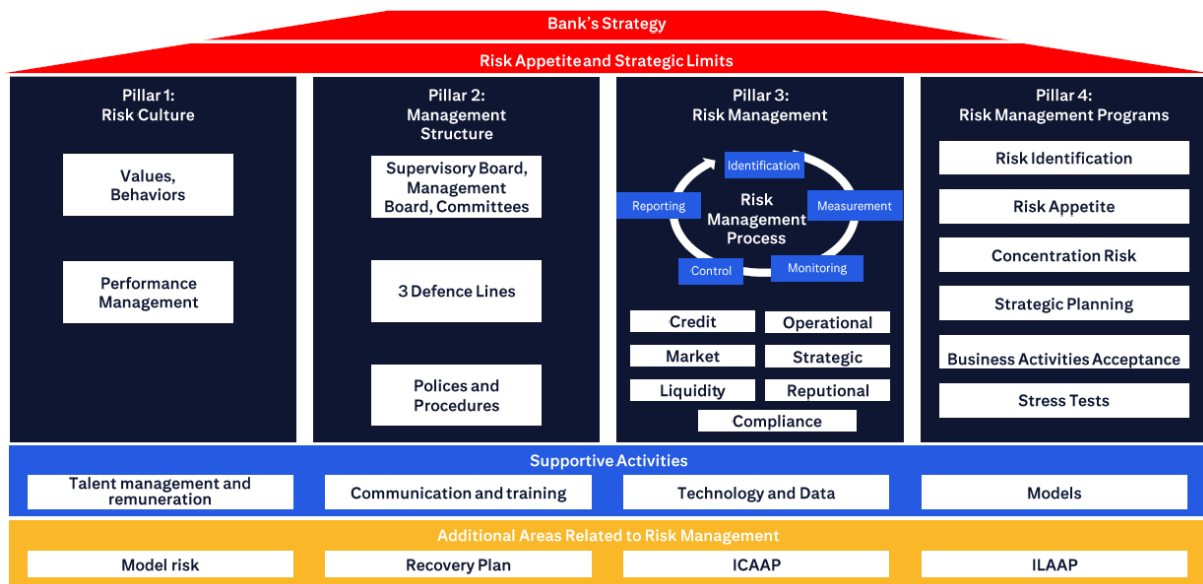 Bank's Strategy
Risk Appetite and Strategic Limits
Pillar 1:
Risk Culture
Values,
Behaviors
Performance
Management
Pillar 2:
Management
Structure
Supervisory Board,
Management
Board, Committees
3 Defence Lines
Polices and
Procedures
Pillar 3:
Risk Management
Identification
Reporting
Risk
Management
Process
Measurement
Control
Monitoring
Credit
Operational
Market
Strategic
Liquidity
Reputional
Compliance
Pillar 4:
Risk Management Programs
Risk Identification
Risk Appetite
Concentration Risk
Strategic Planning
Business Activities Acceptance
Stress Tests
Supportive Activities
Talent management and
remuneration
Communication and training
Technology and Data
Models
Additional Areas Related to Risk Management
Model risk
Recovery Plan
ICAAP
ILAAP